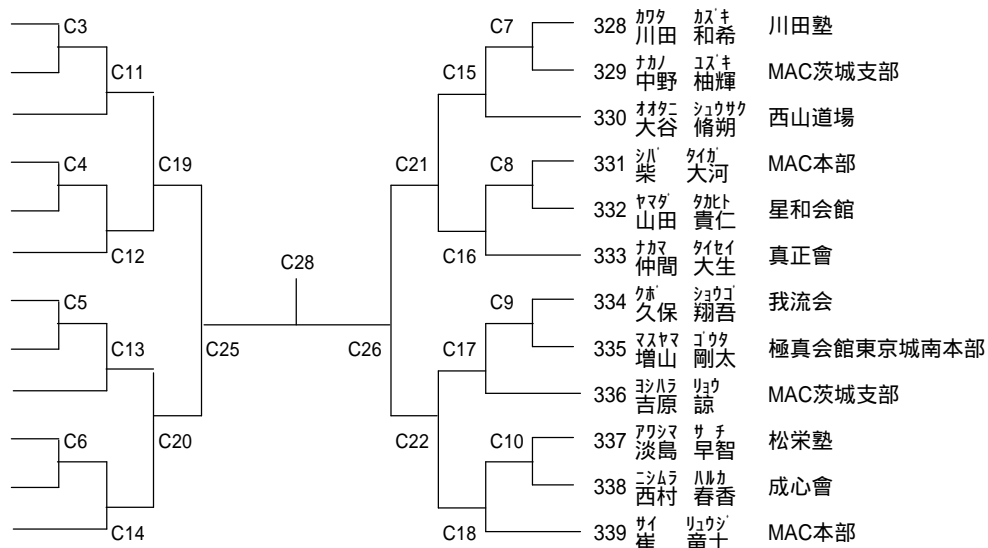 C3
C11
C4
C19
C12
C5
C13
C25
C6
C20
C14
C28
C7
C15
C21
C8
C16
C9
C17
C26
C22
C10
C18
カワタ カズキ
328 川田 和希 川田塾
ナカノ ユズキ
329 中野 柚輝 MAC茨城支部
オオタニ シュウサク
330 大谷 脩朔 西山道場
シバ タイガ
331 柴 大河 MAC本部
ヤマダ タカヒト
332 山田 貴仁 星和会館
ナカマ タイセイ
333 仲間 大生 真正會
クボ ショウゴ
334 久保 翔吾 我流会
マスヤマ ゴウタ
335 増山 剛太 極真会館東京城南本部
ヨシハラ リョウ
336 吉原 諒 MAC茨城支部
アワシマ サチ
337 淡島 早智 松栄塾
ニシムラ ハルカ
338 西村 春香 成心會
サイ リュウジ
339 崔 竜士 MAC本部